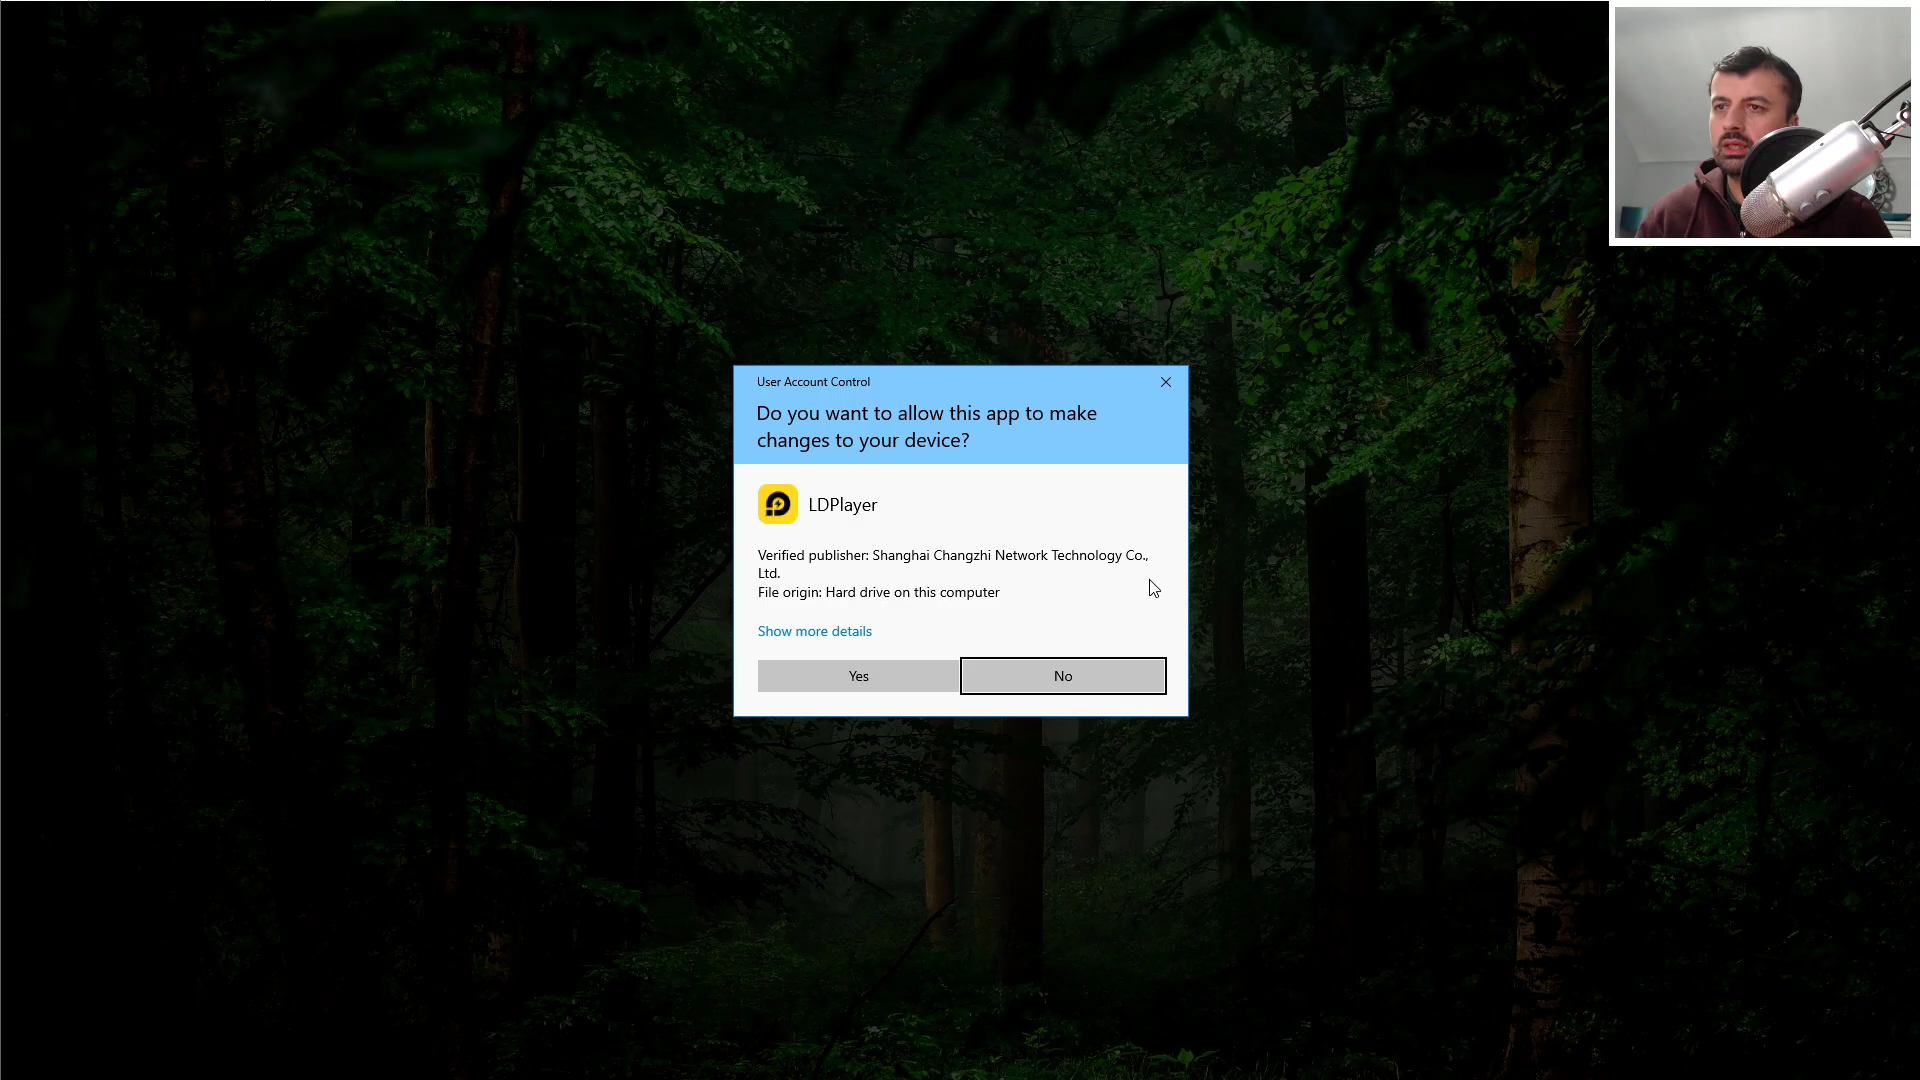 User Account Control
Do you want to allow this app to make
changes to your device?
LDPlayer
Verified publisher: Shanghai Changzhi Network Technology Co.,
Ltd.
File origin: Hard drive on this computer
Show more details
Yes
No